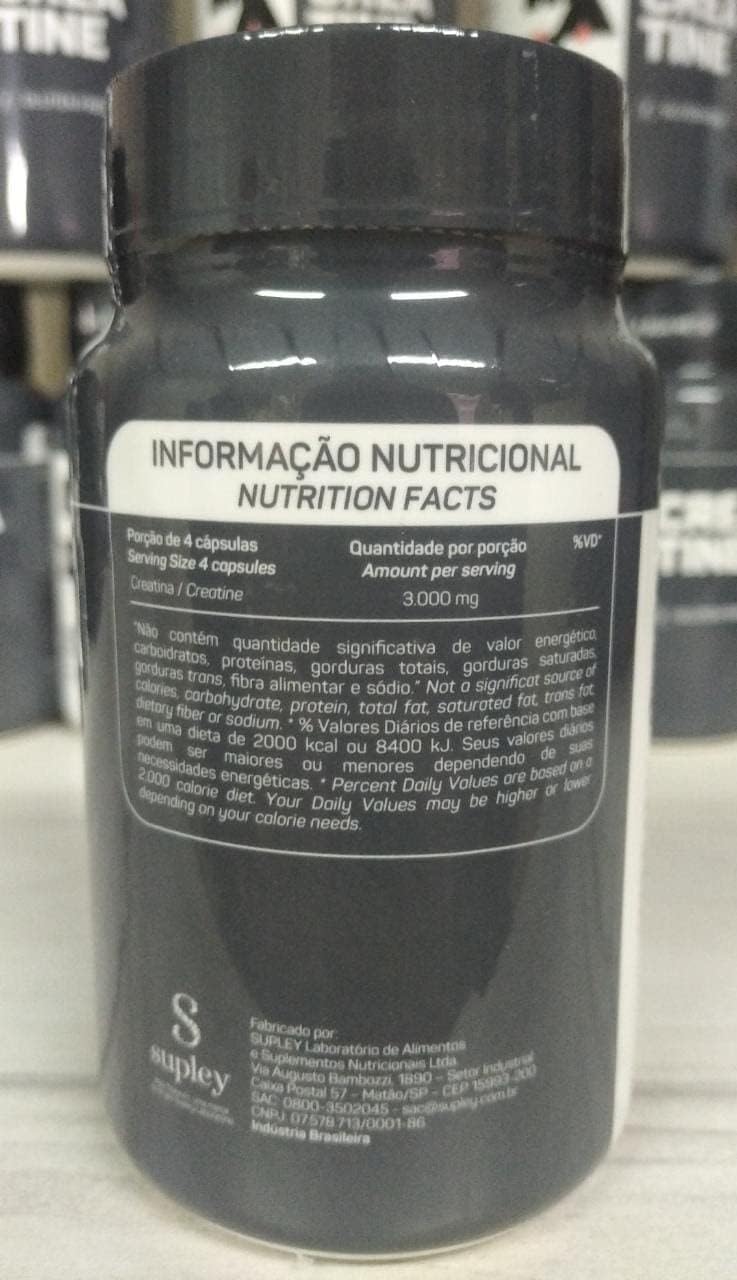 TINE
TINE
INFORMAÇÃO NUTRICIONAL
NUTRITION FACTS
Porção de 4 cápsulas
Serving Size 4 capsules
Quantidade por porção
Amount per serving
%VD*
Creatina / Creatine
3.000 mg
"Não contém quantidade significativa de valor energético,
carboidratos, proteínas, gorduras totais, gorduras saturadas,
gorduras trans, fibra alimentar e sódio." Not a significat source of
calories, carbohydrate, protein, total fat, saturated fat, trans fat,
dietary fiber or sodium. * % Valores Diários de referência com base
em uma dieta de 2000 kcal ou 8400 kJ. Seus valores diários
podem ser maiores ou menores dependendo de suas
necessidades energéticas. * Percent Daily Values are based on a
2.000 calorie diet. Your Daily Values may be higher or lower
depending on your calorie needs.
S
supley
Fabricado por:
SUPLEY Laboratório de Alimentos
e Suplementos Nutricionais Ltda.
Via Augusto Bambozzi, 1890 - Setor Industrial
Caixa Postal 57 - Matão/SP - CEP 15993-200
SAC: 0800-3502045 - sac@supley.com.br
CNPJ: 07.578.713/0001-86
Indústria Brasileira